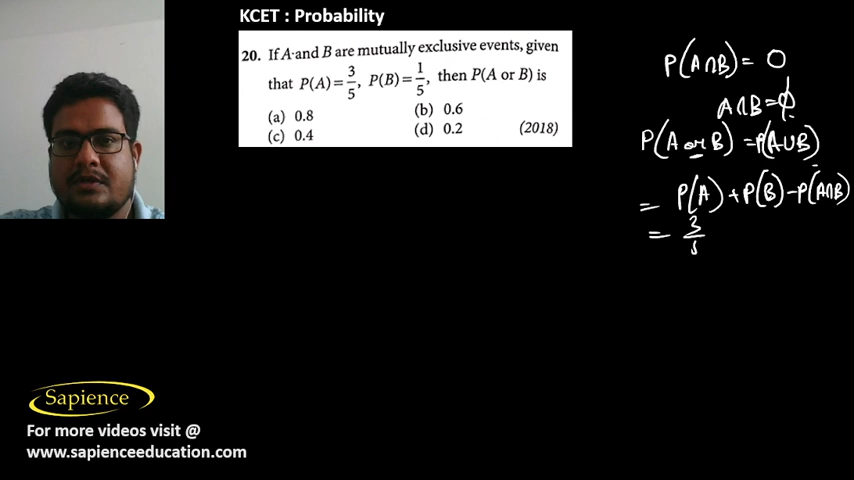 KCET : Probability
20. If A and B are mutually exclusive events, given
that P(A) = 3/5, P(B) = 1/5, then P(A or B) is
(a) 0.8 (b) 0.6
(c) 0.4 (d) 0.2 (2018)
P(A∩B) = 0
A∩B = ϕ
P(A or B) = P(A∪B)
= P(A) + P(B) - P(A∩B)
= 3/5
Sapience
For more videos visit @
www.sapienceeducation.com